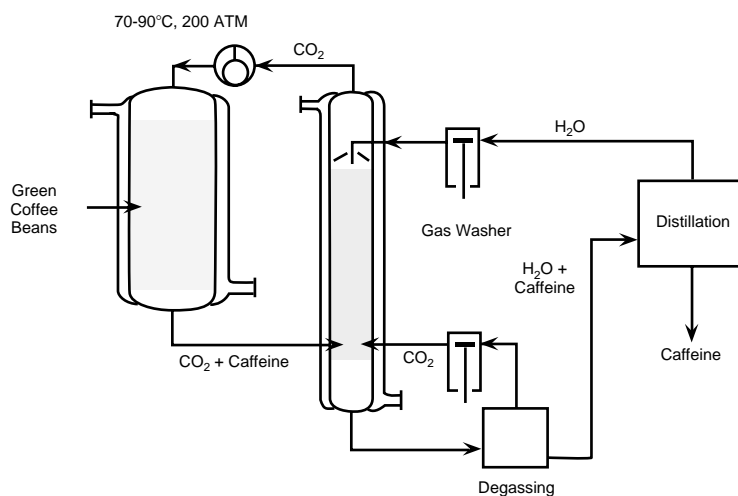 70-90°C, 200 ATM
CO₂
H₂O
Green
Coffee
Beans
Gas Washer
Distillation
H₂O +
Caffeine
CO₂ + Caffeine
CO₂
Caffeine
Degassing